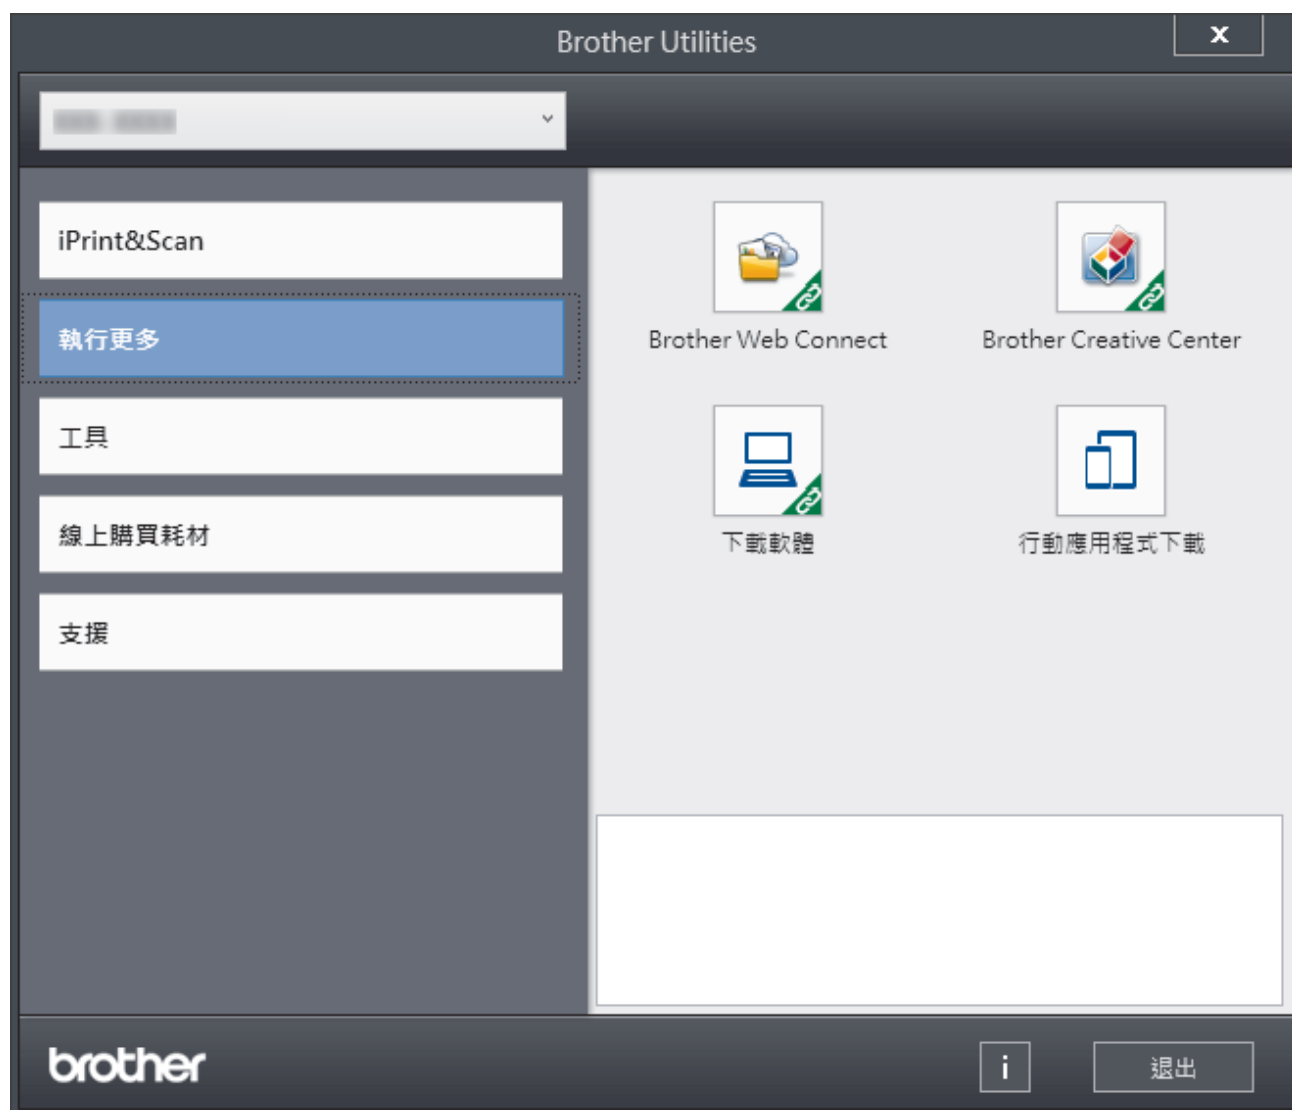 Brother Utilities
x
iPrint&Scan
執行更多
工具
線上購買耗材
支援
Brother Web Connect
Brother Creative Center
下載軟體
行動應用程式下載
brother
i
退出